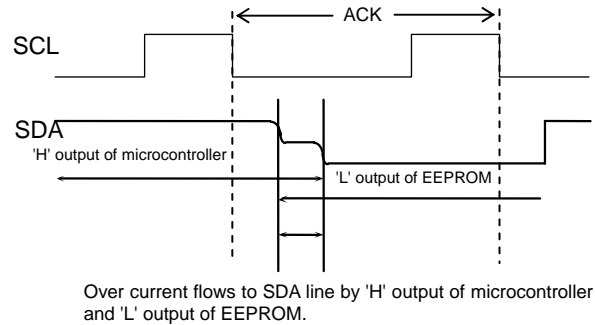 ACK
SCL
SDA
'H' output of microcontroller
'L' output of EEPROM
Over current flows to SDA line by 'H' output of microcontroller
and 'L' output of EEPROM.